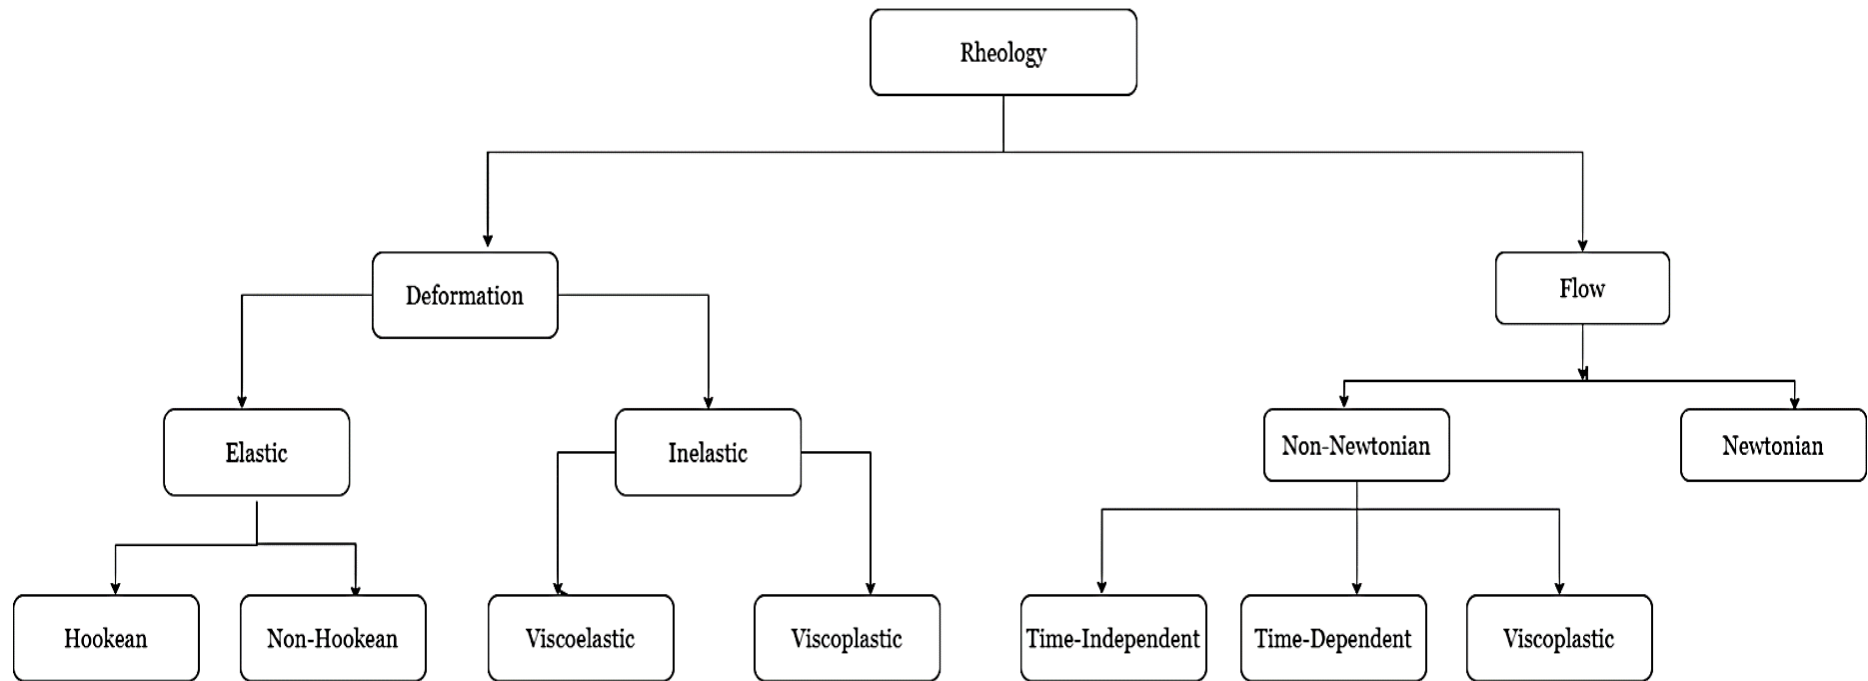 Rheology
Deformation
Flow
Elastic
Inelastic
Non-Newtonian
Newtonian
Hookean
Non-Hookean
Viscoelastic
Viscoplastic
Time-Independent
Time-Dependent
Viscoplastic